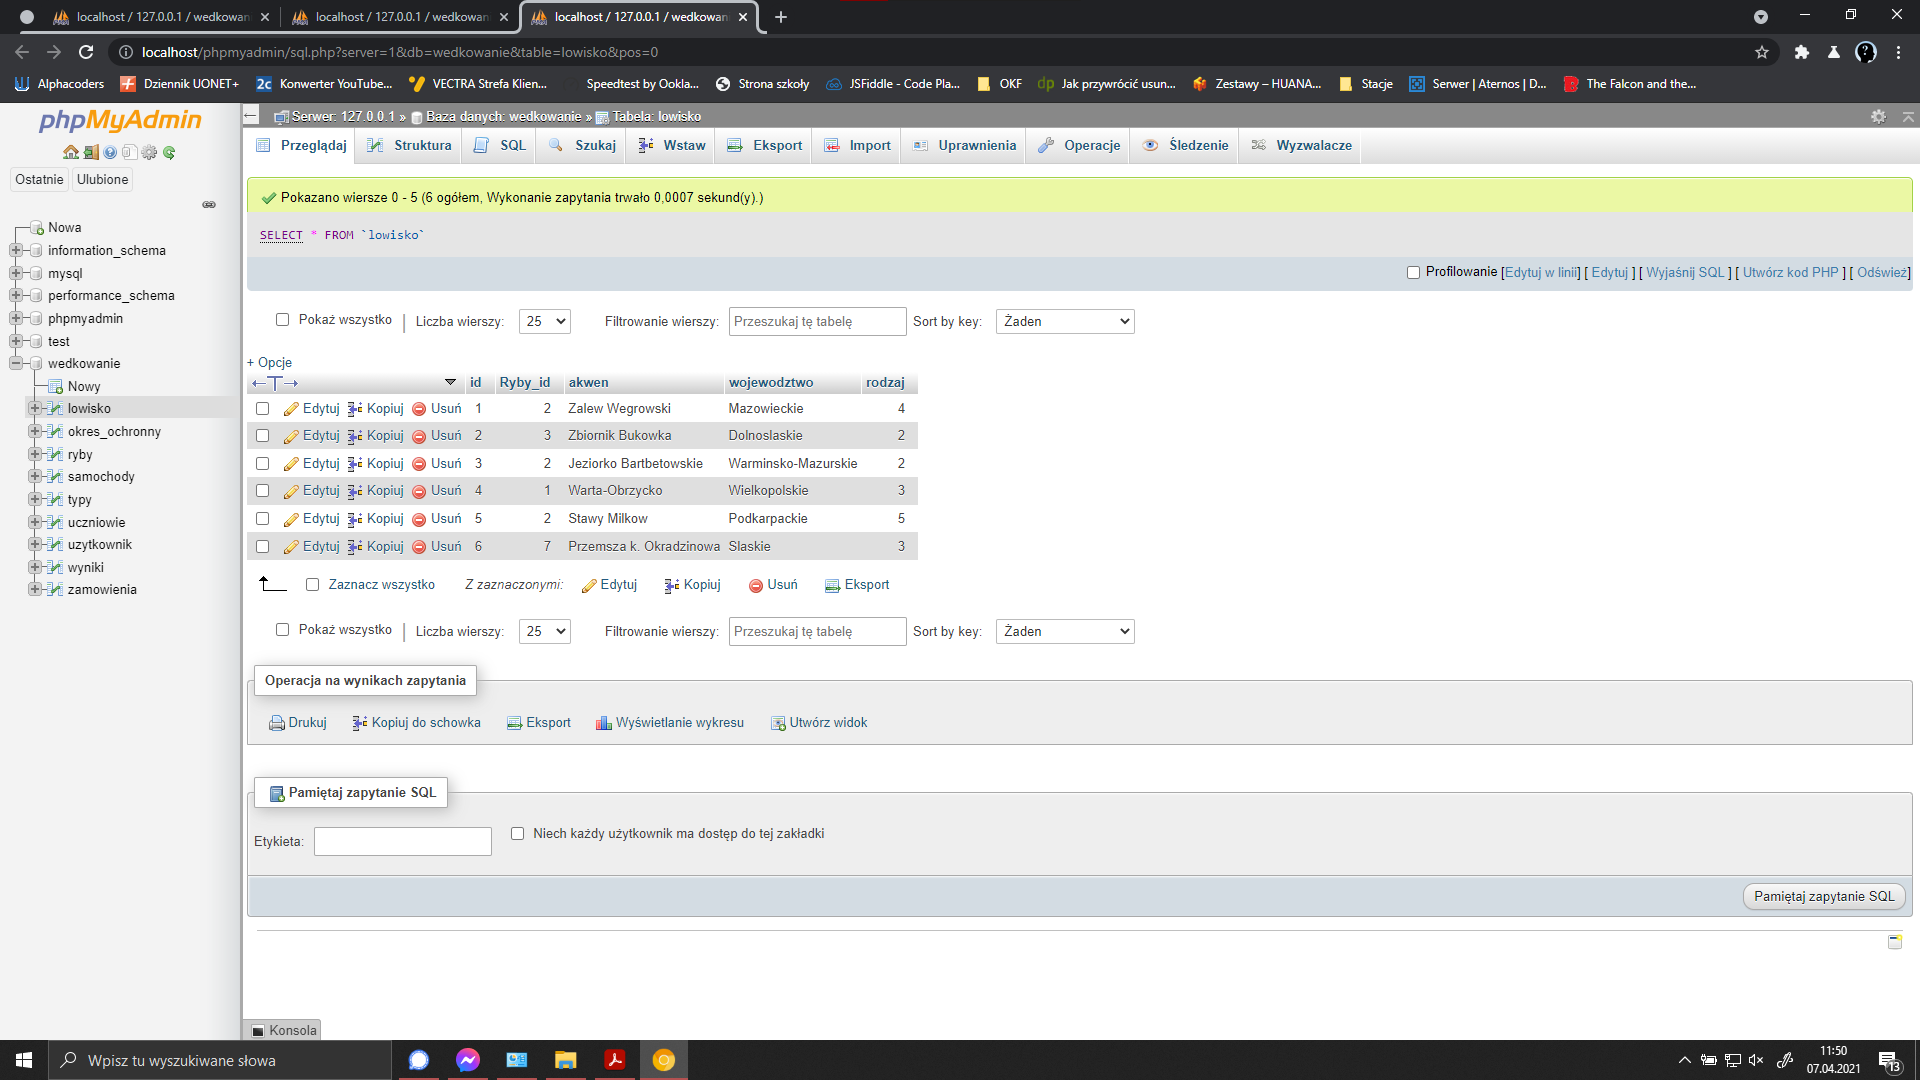 localhost / 127.0.0.1 / wedkowan
localhost / 127.0.0.1 / wedkowan
localhost / 127.0.0.1 / wedkowan
localhost/phpmyadmin/sql.php?server=1&db=wedkowanie&table=lowisko&pos=0
Alphacoders Dziennik UONET+ Konwerter YouTube... VECTRA Strefa Klien... Speedtest by Ookla... Strona szkoły JSFiddle - Code Pla... OKF Jak przywrócić usun... Zestawy – HUANA... Stacje Serwer | Aternos | D... The Falcon and the...
phpMyAdmin
Ostatnie Ulubione
Nowa
information_schema
mysql
performance_schema
phpmyadmin
test
wedkowanie
Nowy
lowisko
okres_ochronny
ryby
samochody
typy
uczniowie
uzytkownik
wyniki
zamowienia
Serwer: 127.0.0.1 » Baza danych: wedkowanie » Tabela: lowisko
Przeglądaj Struktura SQL Szukaj Wstaw Eksport Import Uprawnienia Operacje Śledzenie Wyzwalacze
Pokazano wiersze 0 - 5 (6 ogółem, Wykonanie zapytania trwało 0,0007 sekund(y).)
SELECT * FROM `lowisko`
Profilowanie [Edytuj w linii] [ Edytuj ] [ Wyjaśnij SQL ] [ Utwórz kod PHP ] [ Odśwież]
Pokaż wszystko Liczba wierszy: 25 Filtrowanie wierszy: Przeszukaj tę tabelę Sort by key: Żaden
+ Opcje
id Ryby_id akwen wojewodztwo rodzaj
Edytuj Kopiuj Usuń 1 2 Zalew Wegrowski Mazowieckie 4
Edytuj Kopiuj Usuń 2 3 Zbiornik Bukowka Dolnoslaskie 2
Edytuj Kopiuj Usuń 3 2 Jeziorko Bartbetowskie Warminsko-Mazurskie 2
Edytuj Kopiuj Usuń 4 1 Warta-Obrzycko Wielkopolskie 3
Edytuj Kopiuj Usuń 5 2 Stawy Milkow Podkarpackie 5
Edytuj Kopiuj Usuń 6 7 Przemsza k. Okradzinowa Slaskie 3
Zaznacz wszystko Z zaznaczonymi: Edytuj Kopiuj Usuń Eksport
Pokaż wszystko Liczba wierszy: 25 Filtrowanie wierszy: Przeszukaj tę tabelę Sort by key: Żaden
Operacja na wynikach zapytania
Drukuj Kopiuj do schowka Eksport Wyświetlanie wykresu Utwórz widok
Pamiętaj zapytanie SQL
Etykieta: Niech każdy użytkownik ma dostęp do tej zakładki
Pamiętaj zapytanie SQL
Konsola
Wpisz tu wyszukiwane słowa
11:50
07.04.2021
13